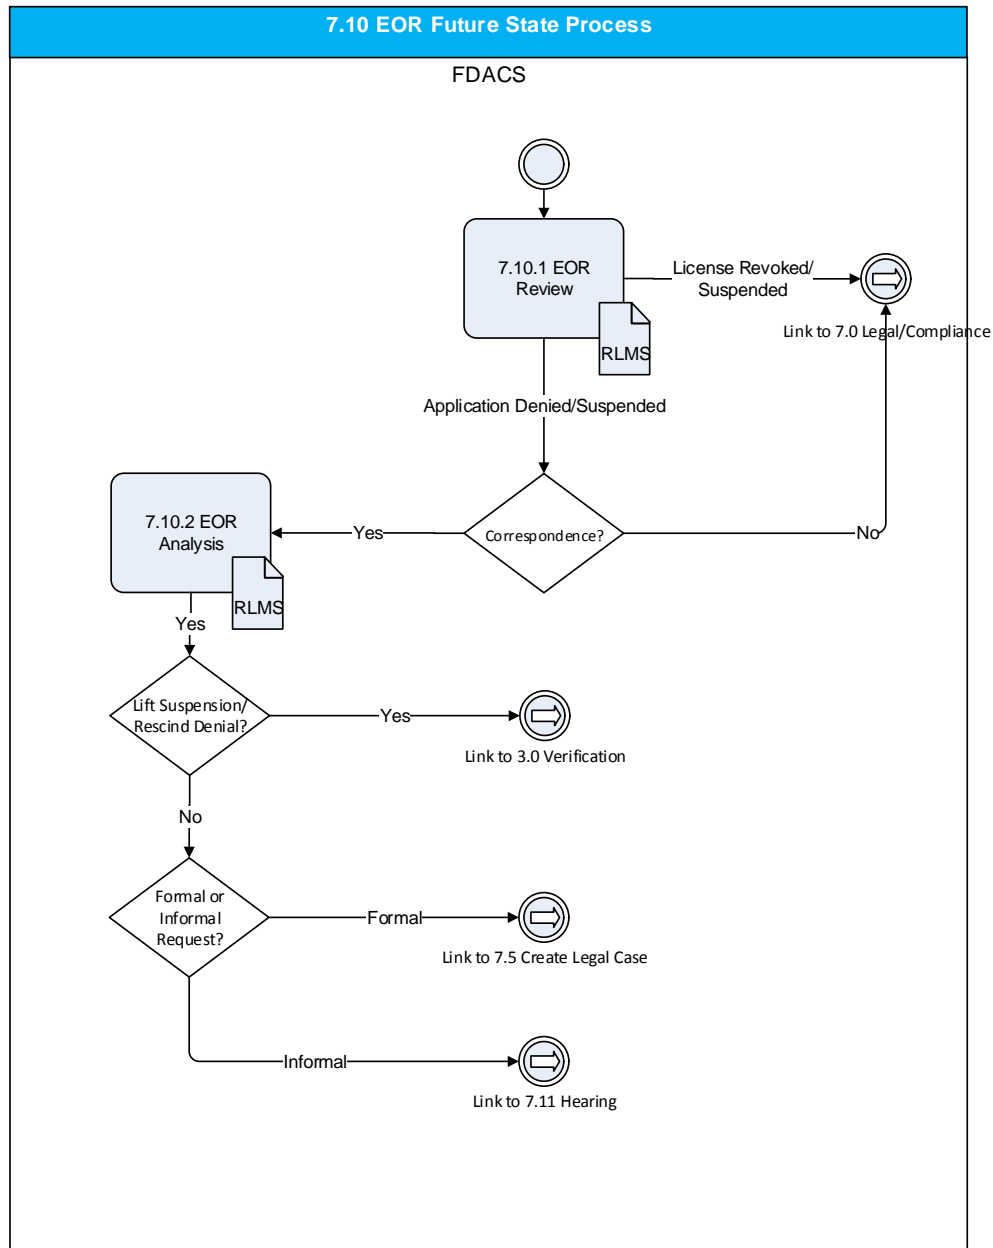 7.10 EOR Future State Process
FDACS
7.10.1 EOR
Review
RLMS
License Revoked/
Suspended
Link to 7.0 Legal/Compliance
Application Denied/Suspended
Correspondence?
Yes
No
7.10.2 EOR
Analysis
RLMS
Yes
Lift Suspension/
Rescind Denial?
Yes
Link to 3.0 Verification
No
Formal or
Informal
Request?
Formal
Link to 7.5 Create Legal Case
Informal
Link to 7.11 Hearing